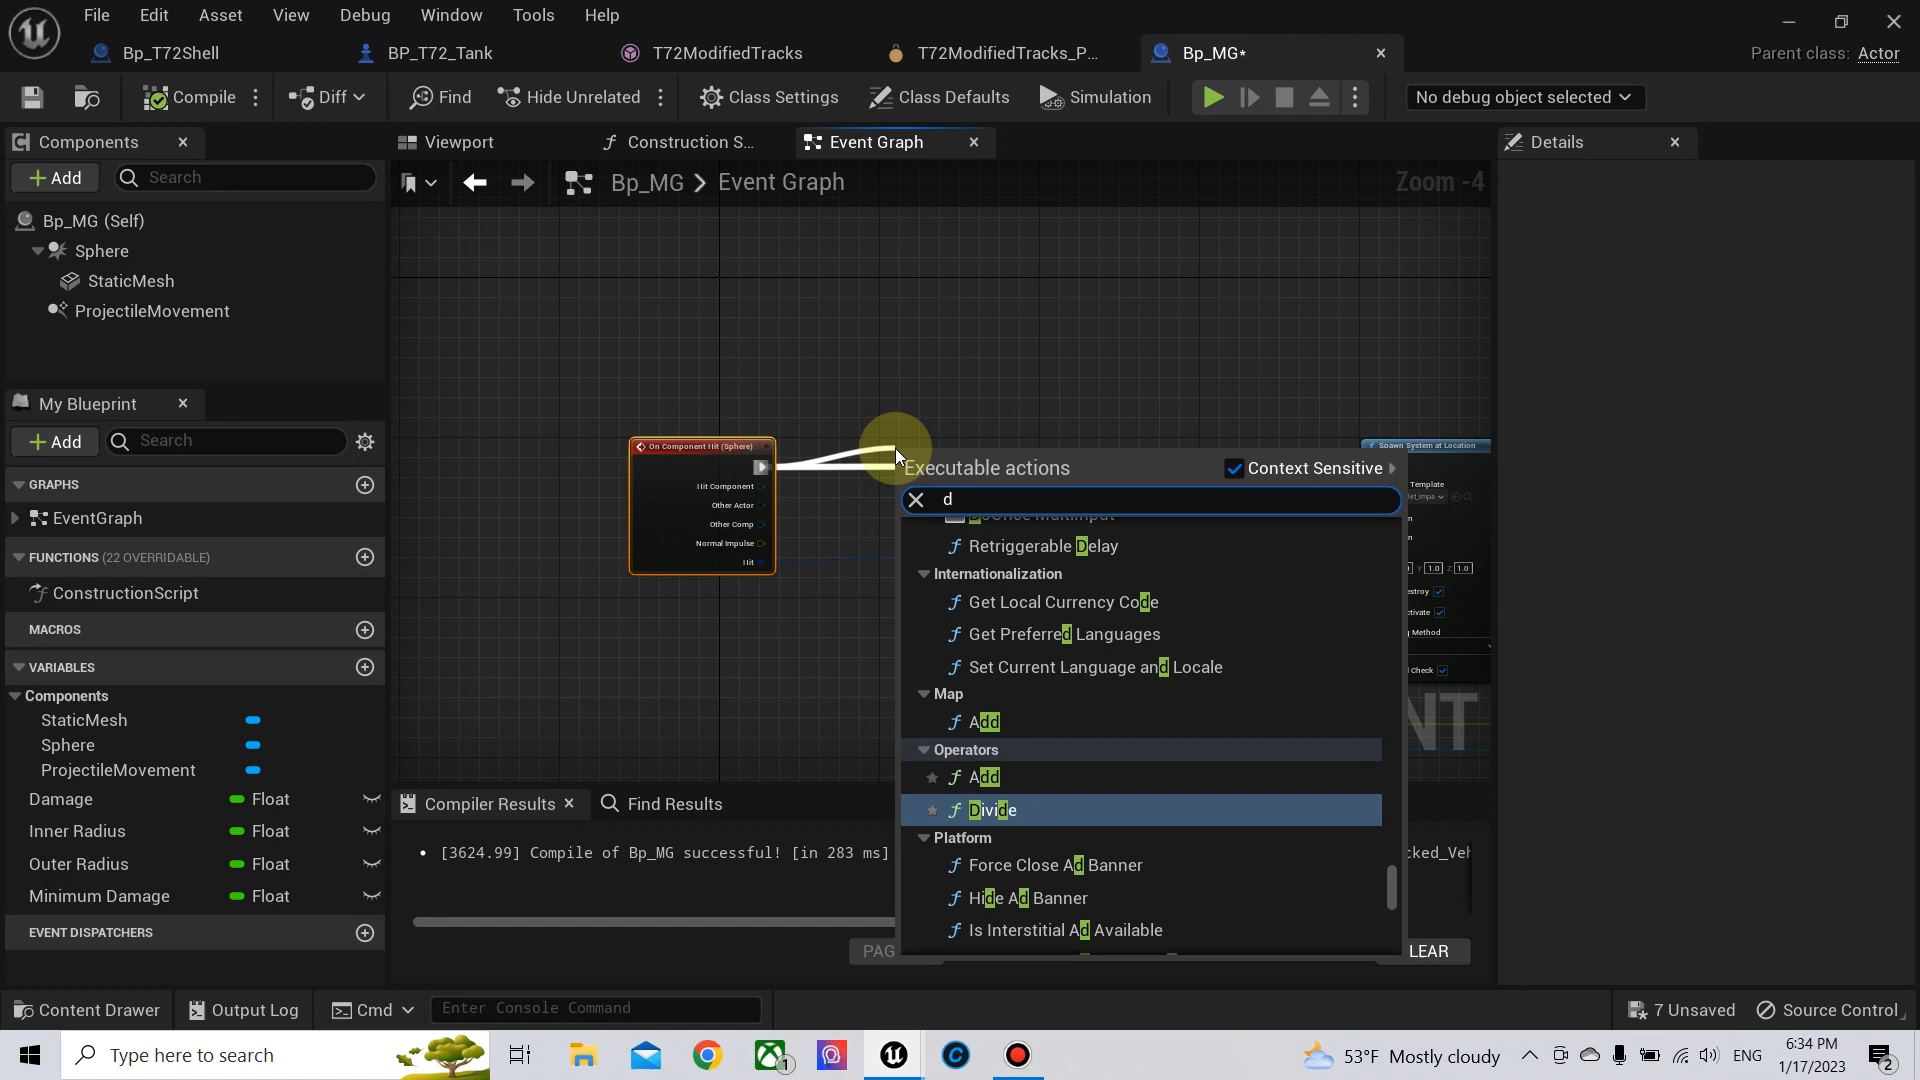 File Edit Asset View Debug Window Tools Help
Bp_T72Shell BP_T72_Tank T72ModifiedTracks T72ModifiedTracks_P... Bp_MG* Parent class: Actor
Compile Diff Find Hide Unrelated Class Settings Class Defaults Simulation No debug object selected
Components Viewport Construction S... Event Graph Details
Add Search Bp_MG > Event Graph Zoom -4
Bp_MG (Self)
Sphere
StaticMesh
ProjectileMovement
My Blueprint
Add Search
GRAPHS
EventGraph
FUNCTIONS (22 OVERRIDABLE)
ConstructionScript
MACROS
VARIABLES
Components
StaticMesh
Sphere
ProjectileMovement
Damage Float
Inner Radius Float
Outer Radius Float
Minimum Damage Float
EVENT DISPATCHERS
On Component Hit (Sphere)
Hit Component
Other Actor
Other Comp
Normal Impulse
Hit
Executable actions Context Sensitive
d
Retriggerable Delay
Internationalization
Get Local Currency Code
Get Preferred Languages
Set Current Language and Locale
Map
Add
Operators
Add
Divide
Platform
Force Close Ad Banner
Hide Ad Banner
Is Interstitial Ad Available
Spawn System at Location
Template
Y 1.0 Z 1.0
Check
NT
Compiler Results Find Results
• [3624.99] Compile of Bp_MG successful! [in 283 ms]
PAG LEAR
Content Drawer Output Log Cmd Enter Console Command 7 Unsaved Source Control
Type here to search 1 53°F Mostly cloudy ENG 6:34 PM
1/17/2023 2